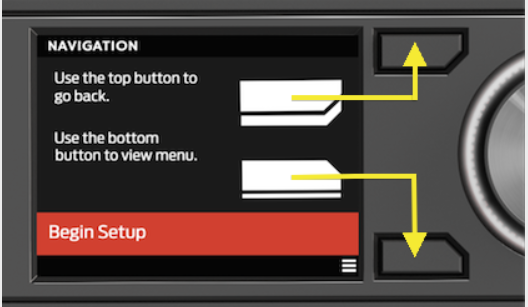 NAVIGATION
Use the top button to
go back.
Use the bottom
button to view menu.
Begin Setup